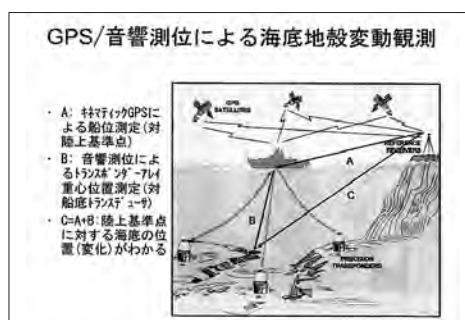 GPS/音響測位による海底地殻変動観測
・ A: キネマティックGPSに
よる船位測定(対
陸上基準点)
・ B: 音響測位によ
るトランスポンダーアレイ
重心位置測定(対
船底トランスデューサ)
・ C=A+B:陸上基準点
に対する海底の位
置(変化)がわかる
GPS
SATELLITES
REFERENCE
RECEIVERS
A
B
C
PRECISION
TRANSPONDERS